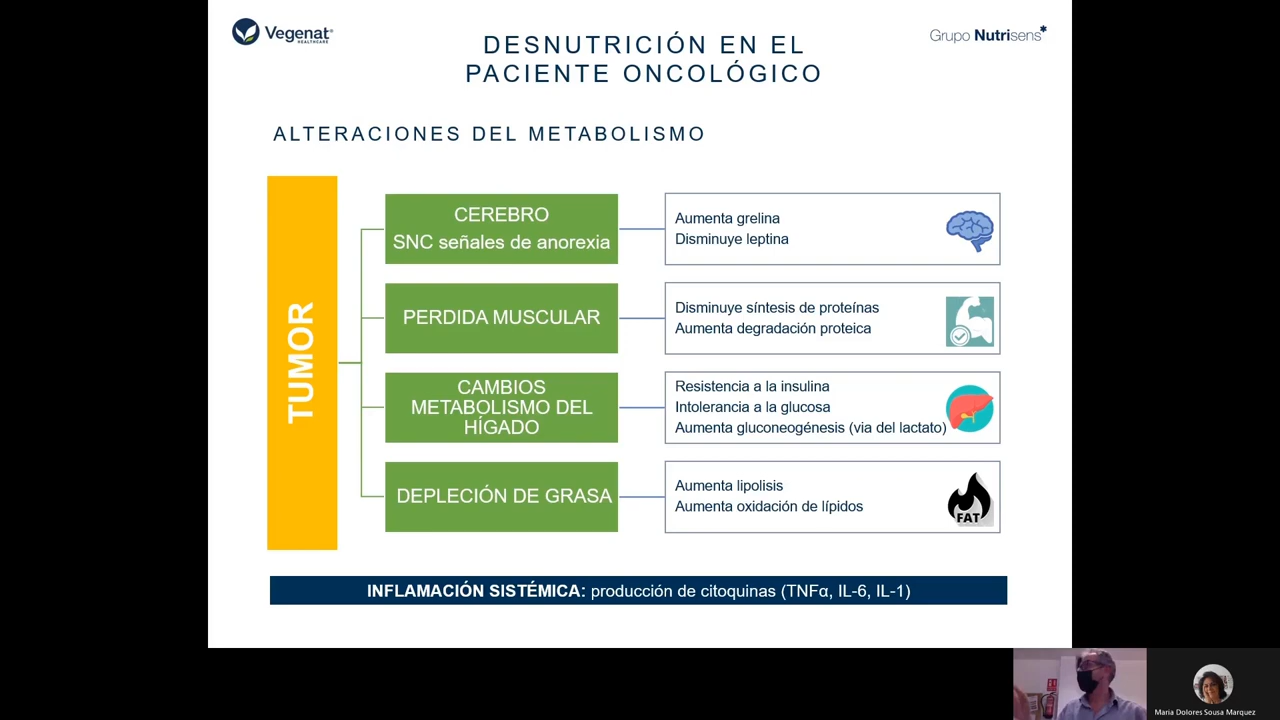 Vegenat®
HEALTHCARE
Grupo Nutrisens*
DESNUTRICIÓN EN EL
PACIENTE ONCOLÓGICO
ALTERACIONES DEL METABOLISMO
TUMOR
CEREBRO
SNC señales de anorexia
Aumenta grelina
Disminuye leptina
PERDIDA MUSCULAR
Disminuye síntesis de proteínas
Aumenta degradación proteica
CAMBIOS
METABOLISMO DEL
HÍGADO
Resistencia a la insulina
Intolerancia a la glucosa
Aumenta gluconeogénesis (via del lactato)
DEPLECIÓN DE GRASA
Aumenta lipolisis
Aumenta oxidación de lípidos
FAT
INFLAMACIÓN SISTÉMICA: producción de citoquinas (TNFα, IL-6, IL-1)
Maria Dolores Sousa Marquez